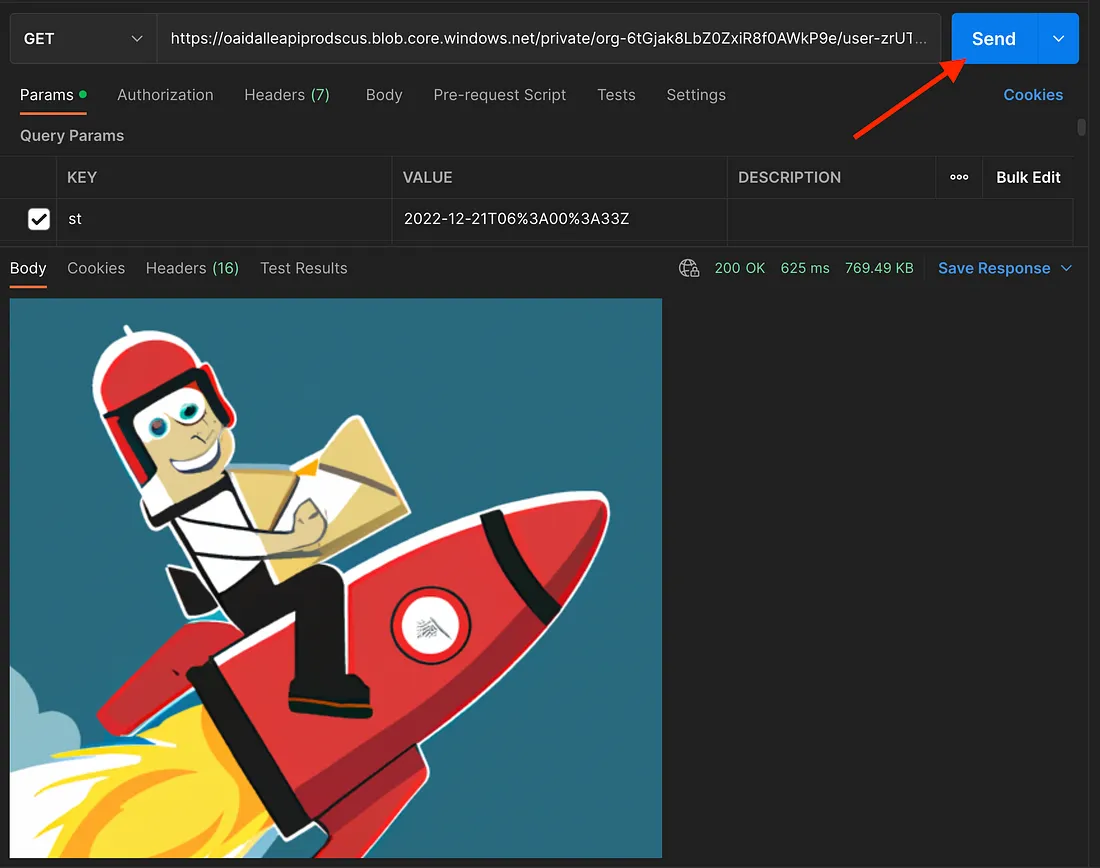 GET https://oaidalleapiprodscus.blob.core.windows.net/private/org-6tGjak8LbZ0ZxiR8f0AWkP9e/user-zrUT... Send
Params Authorization Headers (7) Body Pre-request Script Tests Settings Cookies
Query Params
KEY VALUE DESCRIPTION ooo Bulk Edit
st 2022-12-21T06%3A00%3A33Z
Body Cookies Headers (16) Test Results 200 OK 625 ms 769.49 KB Save Response